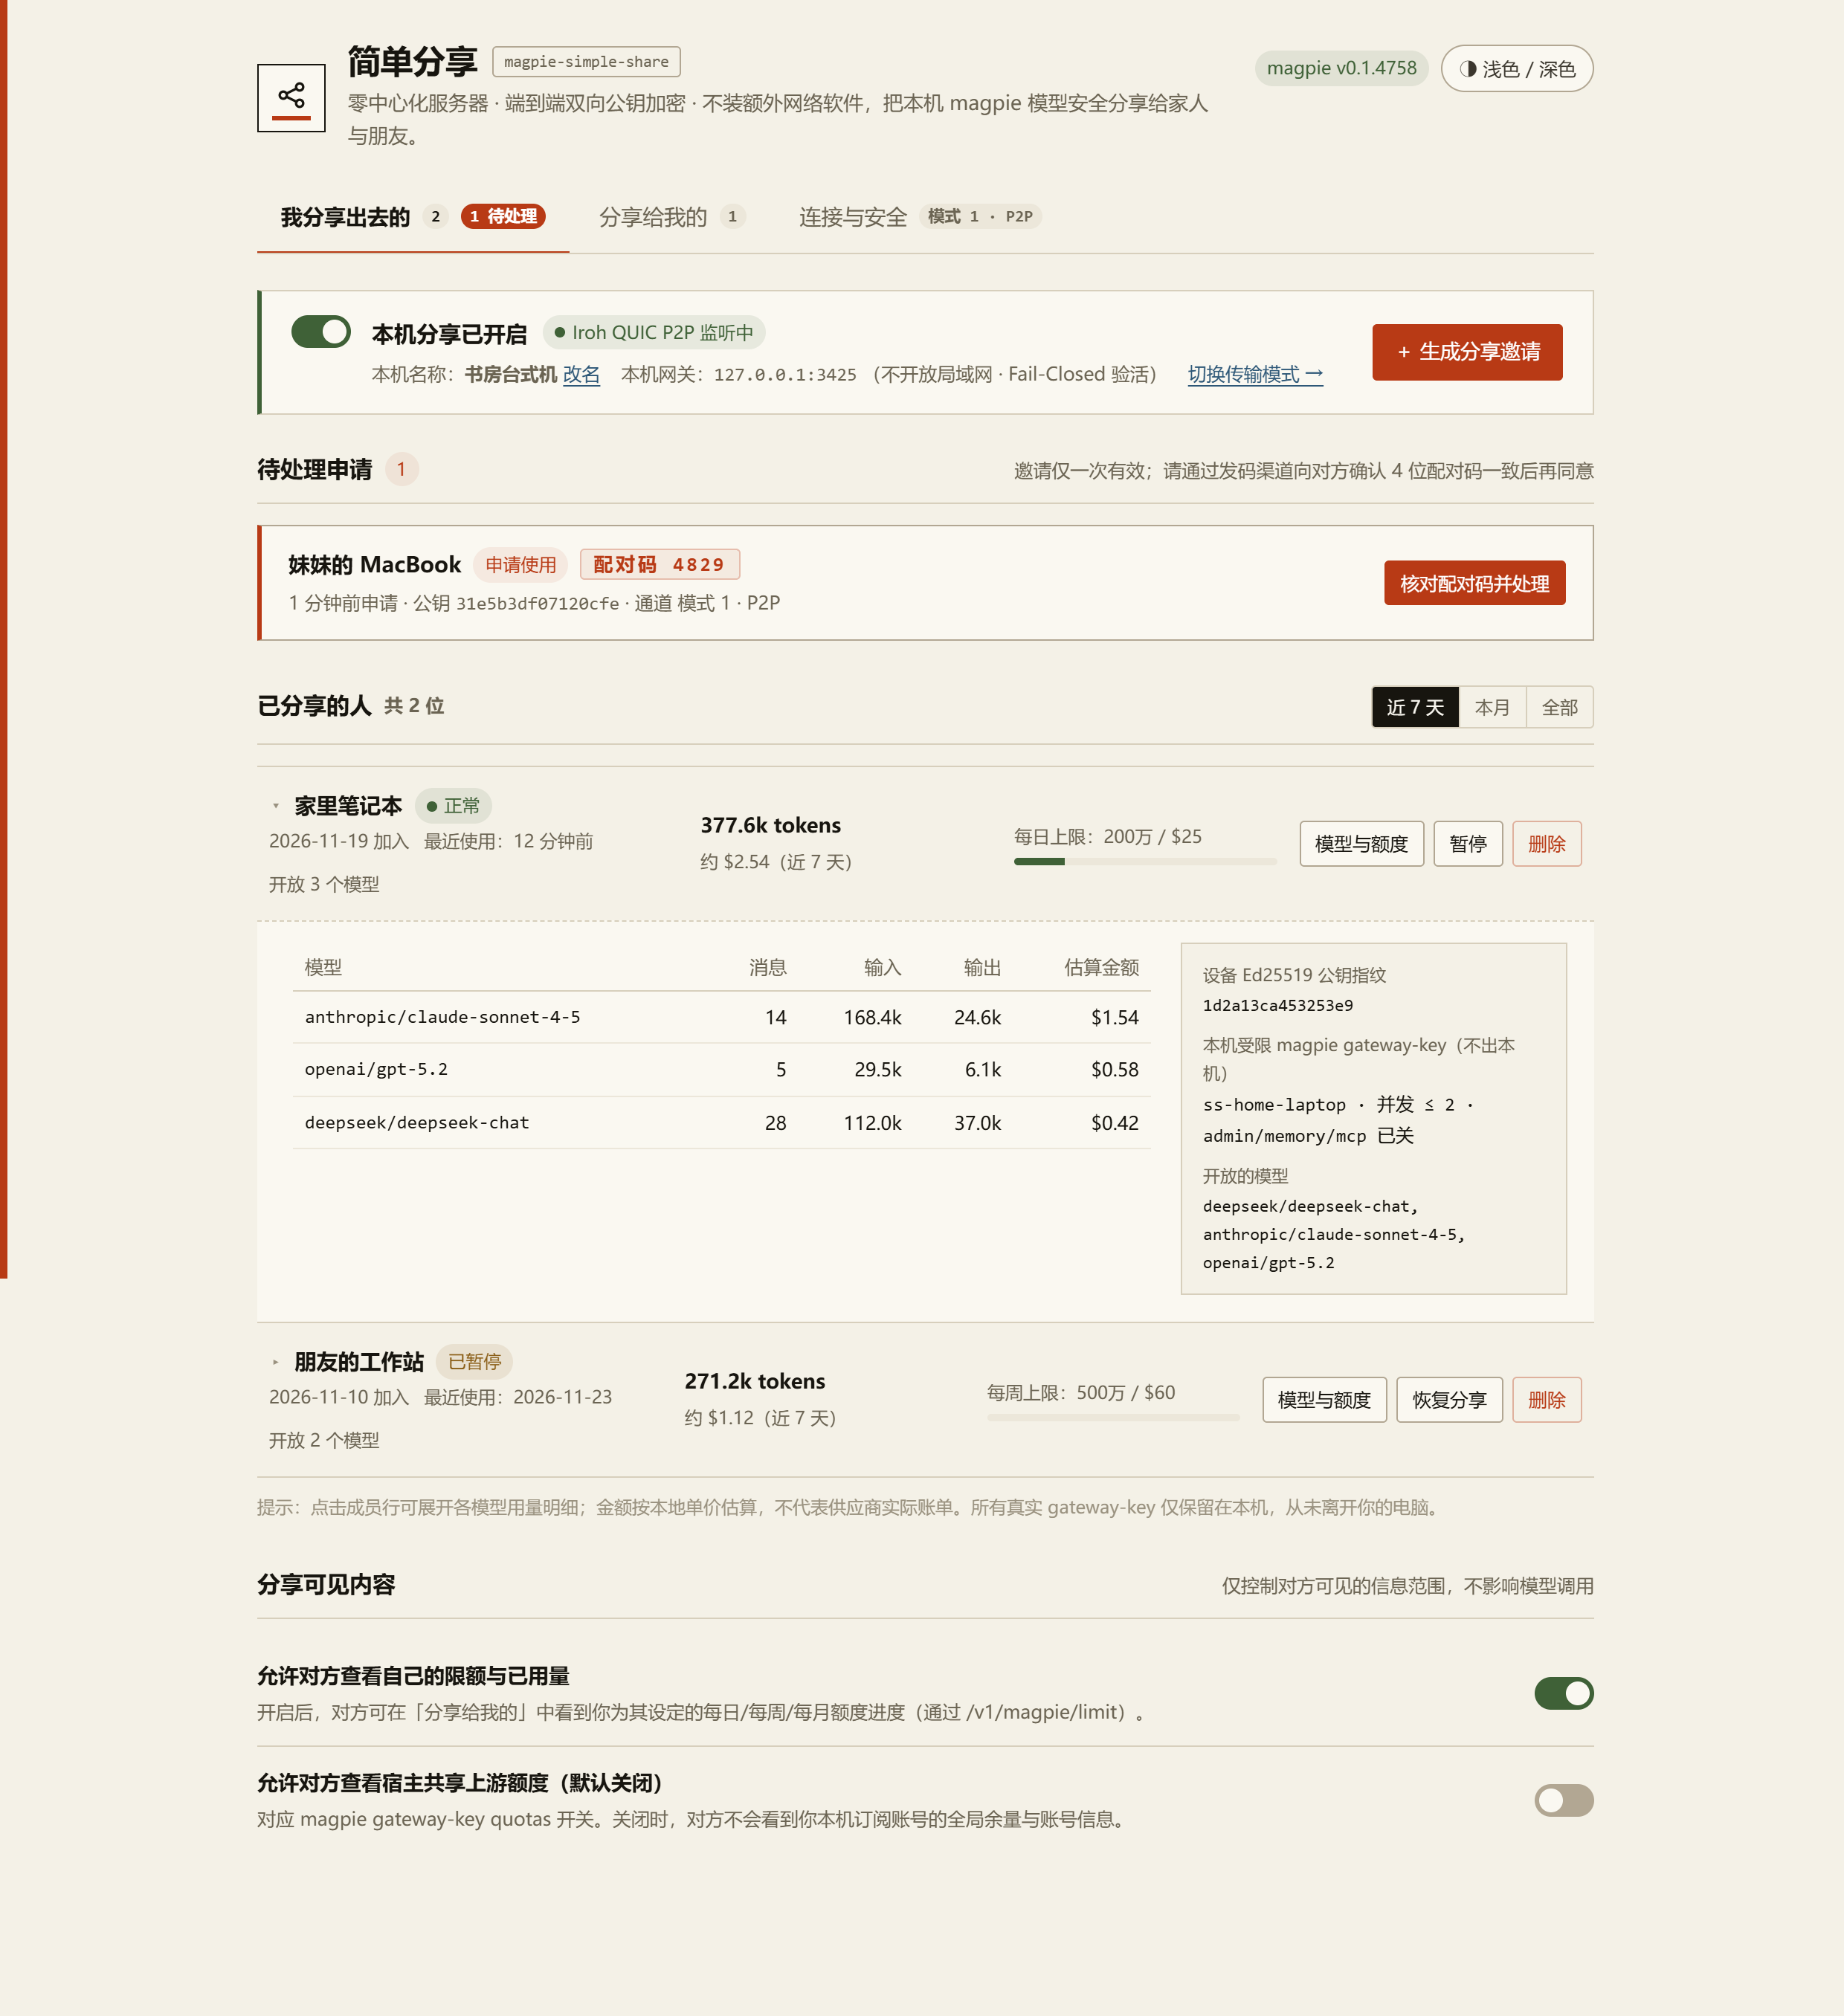 简单分享 magpie-simple-share
零中心化服务器 · 端到端双向公钥加密 · 不装额外网络软件，把本机 magpie 模型安全分享给家人
与朋友。
magpie v0.1.4758
浅色 / 深色
我分享出去的 2 1 待处理
分享给我的 1
连接与安全 模式 1 · P2P
本机分享已开启 Iroh QUIC P2P 监听中
本机名称：书房台式机 改名 本机网关：127.0.0.1:3425 （不开放局域网 · Fail-Closed 验活） 切换传输模式 →
+ 生成分享邀请
待处理申请 1
邀请仅一次有效；请通过发码渠道向对方确认 4 位配对码一致后再同意
妹妹的 MacBook 申请使用 配对码 4829
1 分钟前申请 · 公钥 31e5b3df07120cfe · 通道 模式 1 · P2P
核对配对码并处理
已分享的人 共 2 位
近 7 天 本月 全部
家里笔记本 正常
2026-11-19 加入 最近使用：12 分钟前
开放 3 个模型
377.6k tokens
约 $2.54（近 7 天）
每日上限：200万 / $25
模型与额度 暂停 删除
模型 消息 输入 输出 估算金额
anthropic/claude-sonnet-4-5 14 168.4k 24.6k $1.54
openai/gpt-5.2 5 29.5k 6.1k $0.58
deepseek/deepseek-chat 28 112.0k 37.0k $0.42
设备 Ed25519 公钥指纹
1d2a13ca453253e9
本机受限 magpie gateway-key（不出本
机）
ss-home-laptop · 并发 ≤ 2 ·
admin/memory/mcp 已关
开放的模型
deepseek/deepseek-chat,
anthropic/claude-sonnet-4-5,
openai/gpt-5.2
朋友的工作站 已暂停
2026-11-10 加入 最近使用：2026-11-23
开放 2 个模型
271.2k tokens
约 $1.12（近 7 天）
每周上限：500万 / $60
模型与额度 恢复分享 删除
提示：点击成员行可展开各模型用量明细；金额按本地单价估算，不代表供应商实际账单。所有真实 gateway-key 仅保留在本机，从未离开你的电脑。
分享可见内容
仅控制对方可见的信息范围，不影响模型调用
允许对方查看自己的限额与已用量
开启后，对方可在「分享给我的」中看到你为其设定的每日/每周/每月额度进度（通过 /v1/magpie/limit）。
允许对方查看宿主共享上游额度（默认关闭）
对应 magpie gateway-key quotas 开关。关闭时，对方不会看到你本机订阅账号的全局余量与账号信息。